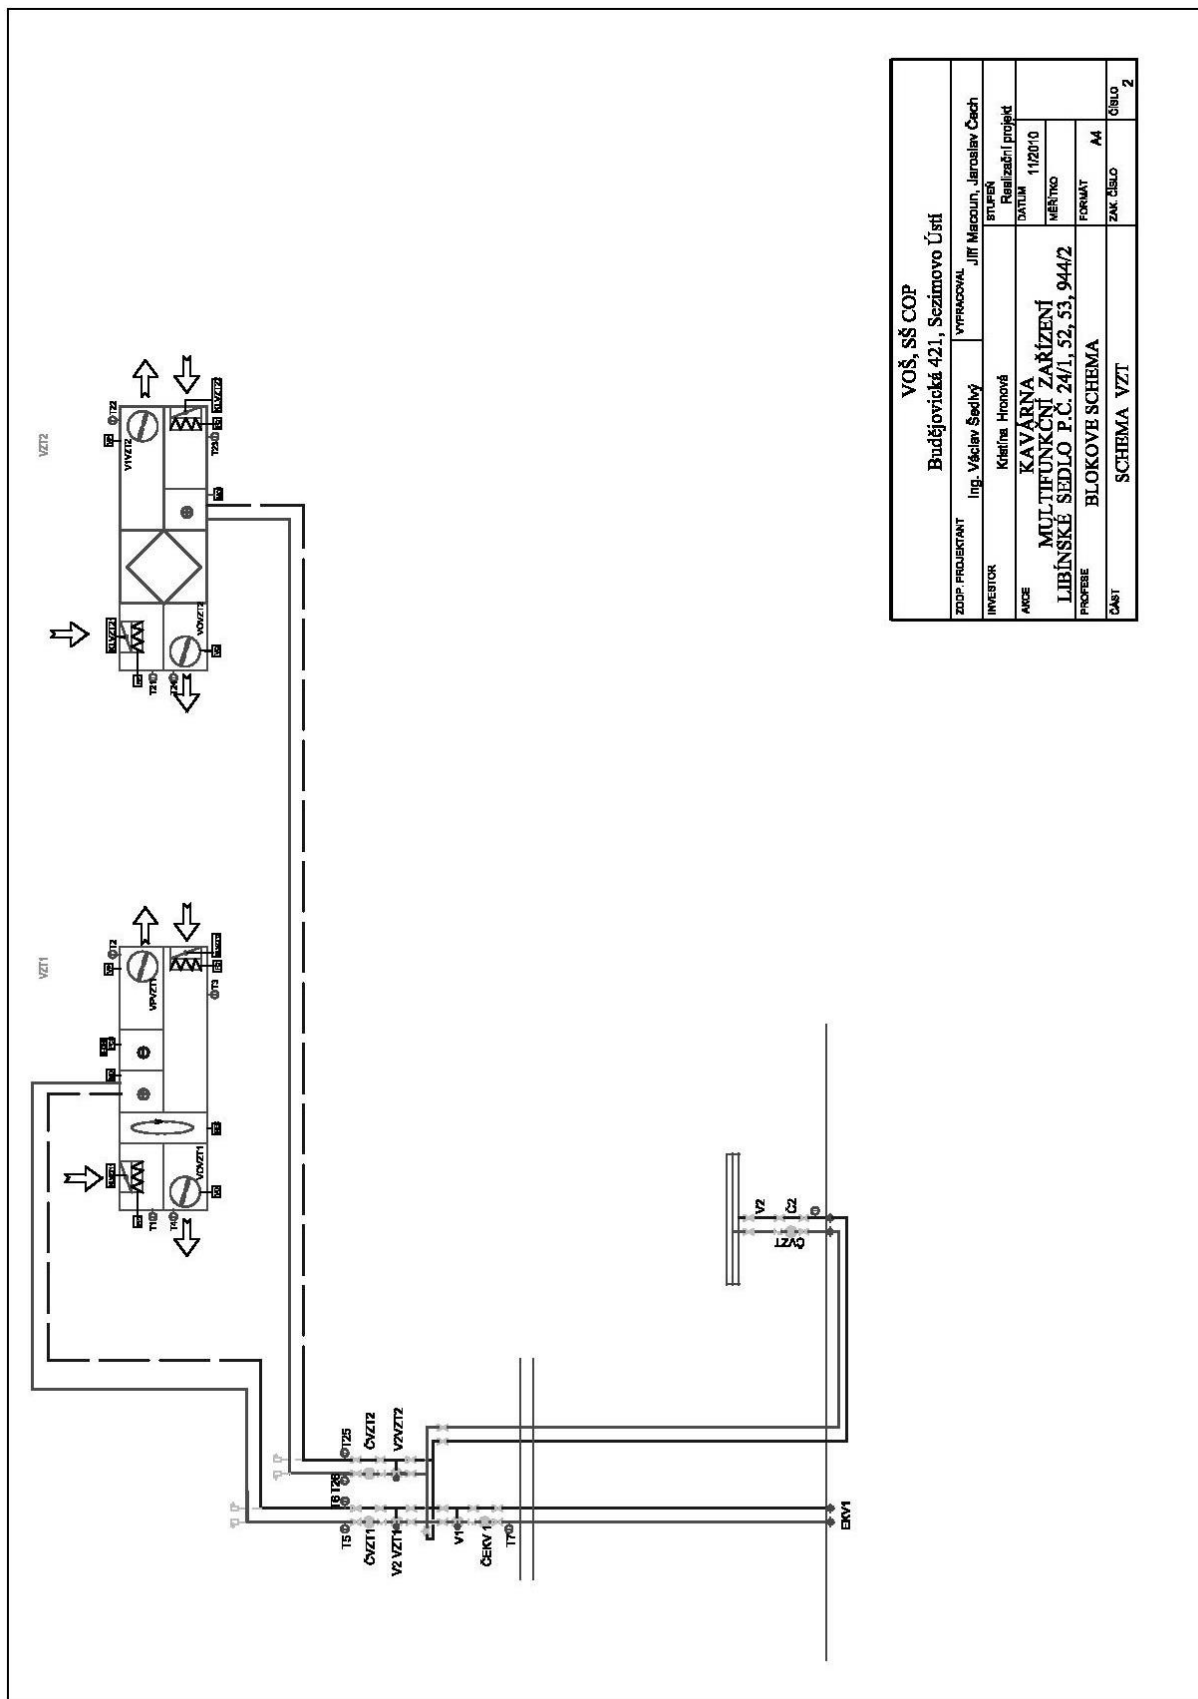 VZT1
VZT2
T2
VPVZT1
T3
VOVZT1
T1
T4
T22
V1VZT2
T23
VOVZT2
T21
T24
T5
ČVZT1
V2 VZT1
T6
T26
T25
ČVZT2
V2VZT2
V1
ČEKV 1
T7
EKV1
V2
Č2
ČVZT
VOŠ, SŠ COP
Budějovická 421, Sezimovo Ústí
ZODP. PROJEKTANT
Ing. Václav Šedivý
VYPRACOVAL
Jiří Macoun, Jaroslav Čech
INVESTOR
Kristína Hronová
STUPEŇ
Realizační projekt
AKCE
KAVÁRNA
MULTIFUNKČNÍ ZAŘÍZENÍ
LIBÍNSKÉ SEDLO P.Č. 24/1, 52, 53, 944/2
DATUM
11/2010
MĚŘÍTKO
PROFESE
BLOKOVE SCHEMA
FORMÁT
A4
ČÁST
SCHEMA VZT
ZAK. ČÍSLO
ČÍSLO
2